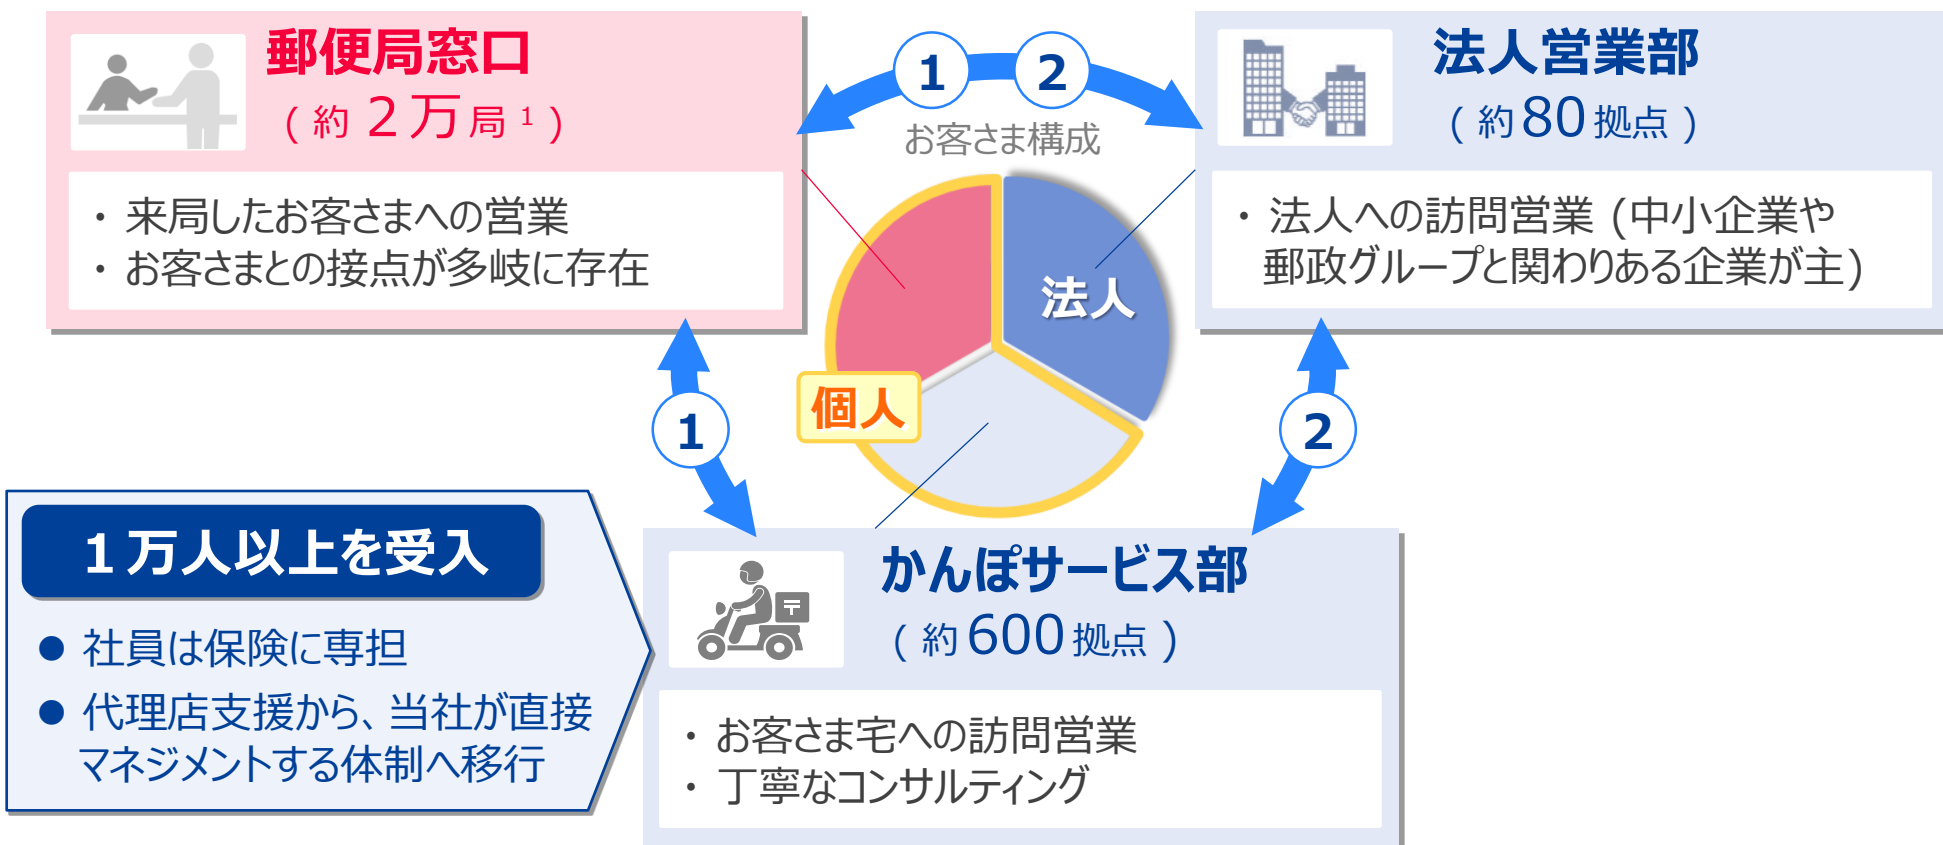 郵便局窓口
(約2万局1)
・来局したお客さまへの営業
・お客さまとの接点が多岐に存在
1
2
お客さま構成
法人営業部
(約80拠点)
・法人への訪問営業 (中小企業や
郵政グループと関わりある企業が主)
法人
個人
1
2
1万人以上を受入
● 社員は保険に専担
● 代理店支援から、当社が直接
マネジメントする体制へ移行
かんぽサービス部
(約600拠点)
〒
・お客さま宅への訪問営業
・丁寧なコンサルティング